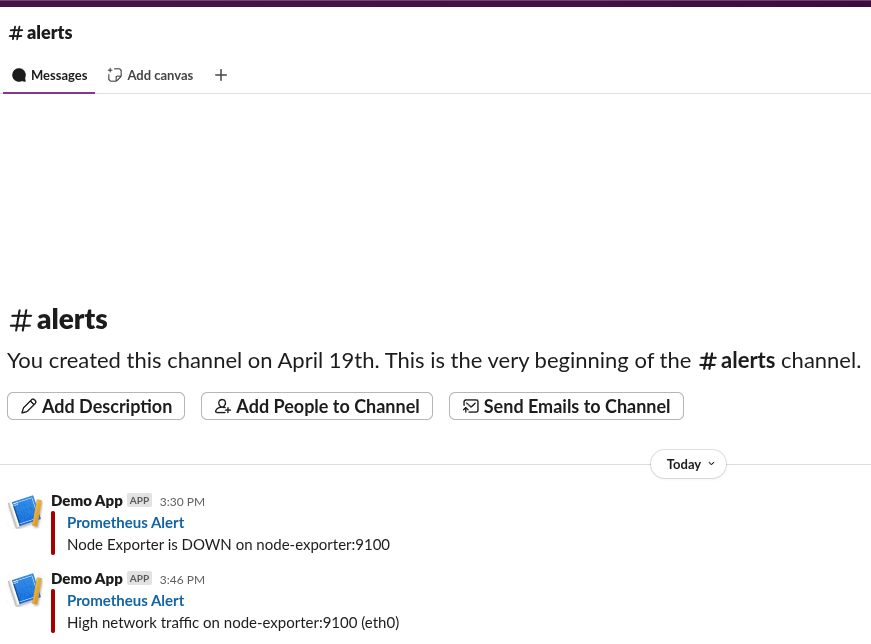 # alerts
Messages Add canvas +
# alerts
You created this channel on April 19th. This is the very beginning of the # alerts channel.
Add Description Add People to Channel Send Emails to Channel
Today
Demo App APP 3:30 PM
Prometheus Alert
Node Exporter is DOWN on node-exporter:9100
Demo App APP 3:46 PM
Prometheus Alert
High network traffic on node-exporter:9100 (eth0)